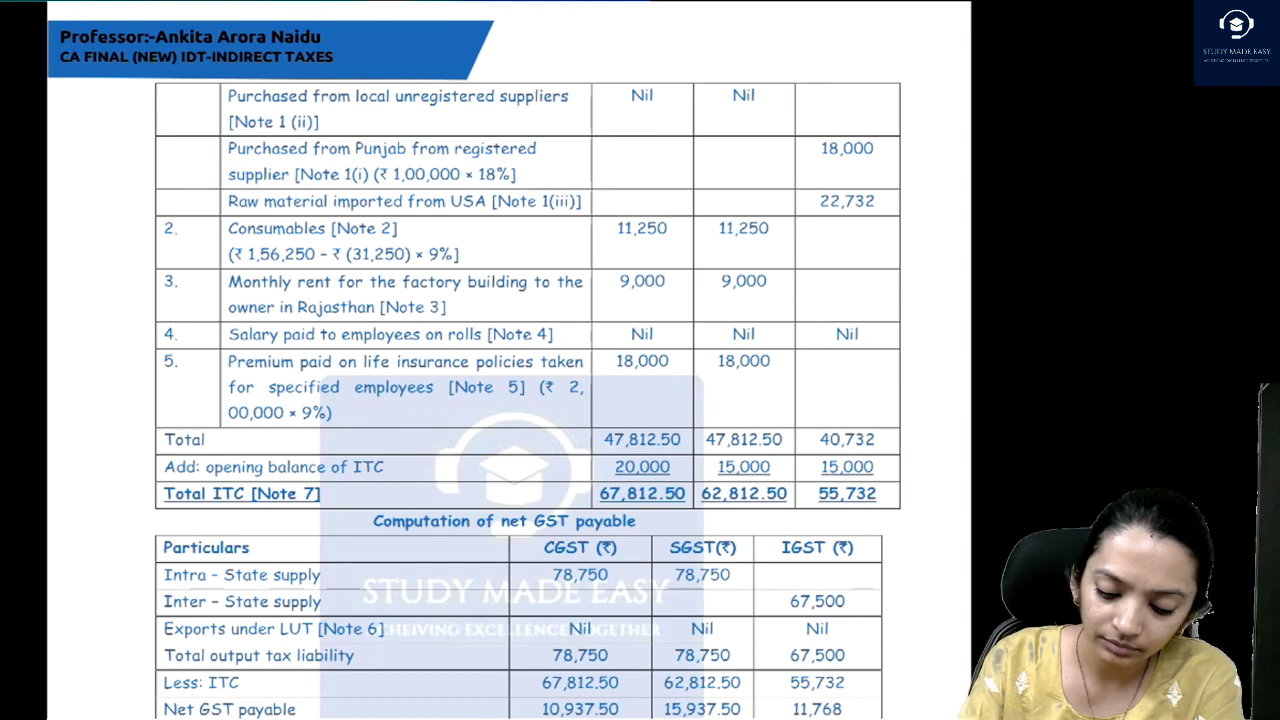 Professor:-Ankita Arora Naidu
CA FINAL (NEW) IDT-INDIRECT TAXES
STUDY MADE EASY
Purchased from local unregistered suppliers Nil Nil
[Note 1 (ii)]
Purchased from Punjab from registered 18,000
supplier [Note 1(i) (₹ 1,00,000 × 18%]
Raw material imported from USA [Note 1(iii)] 22,732
2. Consumables [Note 2] 11,250 11,250
(₹ 1,56,250 – ₹ (31,250) × 9%]
3. Monthly rent for the factory building to the 9,000 9,000
owner in Rajasthan [Note 3]
4. Salary paid to employees on rolls [Note 4] Nil Nil Nil
5. Premium paid on life insurance policies taken 18,000 18,000
for specified employees [Note 5] (₹ 2,
00,000 × 9%)
Total 47,812.50 47,812.50 40,732
Add: opening balance of ITC 20,000 15,000 15,000
Total ITC [Note 7] 67,812.50 62,812.50 55,732
Computation of net GST payable
Particulars CGST (₹) SGST(₹) IGST (₹)
Intra – State supply 78,750 78,750
Inter – State supply 67,500
STUDY MADE EASY
Exports under LUT [Note 6] Nil Nil Nil
Total output tax liability 78,750 78,750 67,500
Less: ITC 67,812.50 62,812.50 55,732
Net GST payable 10,937.50 15,937.50 11,768